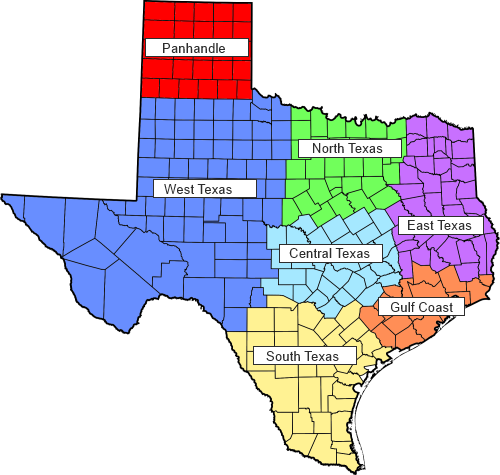 Panhandle
North Texas
West Texas
East Texas
Central Texas
Gulf Coast
South Texas